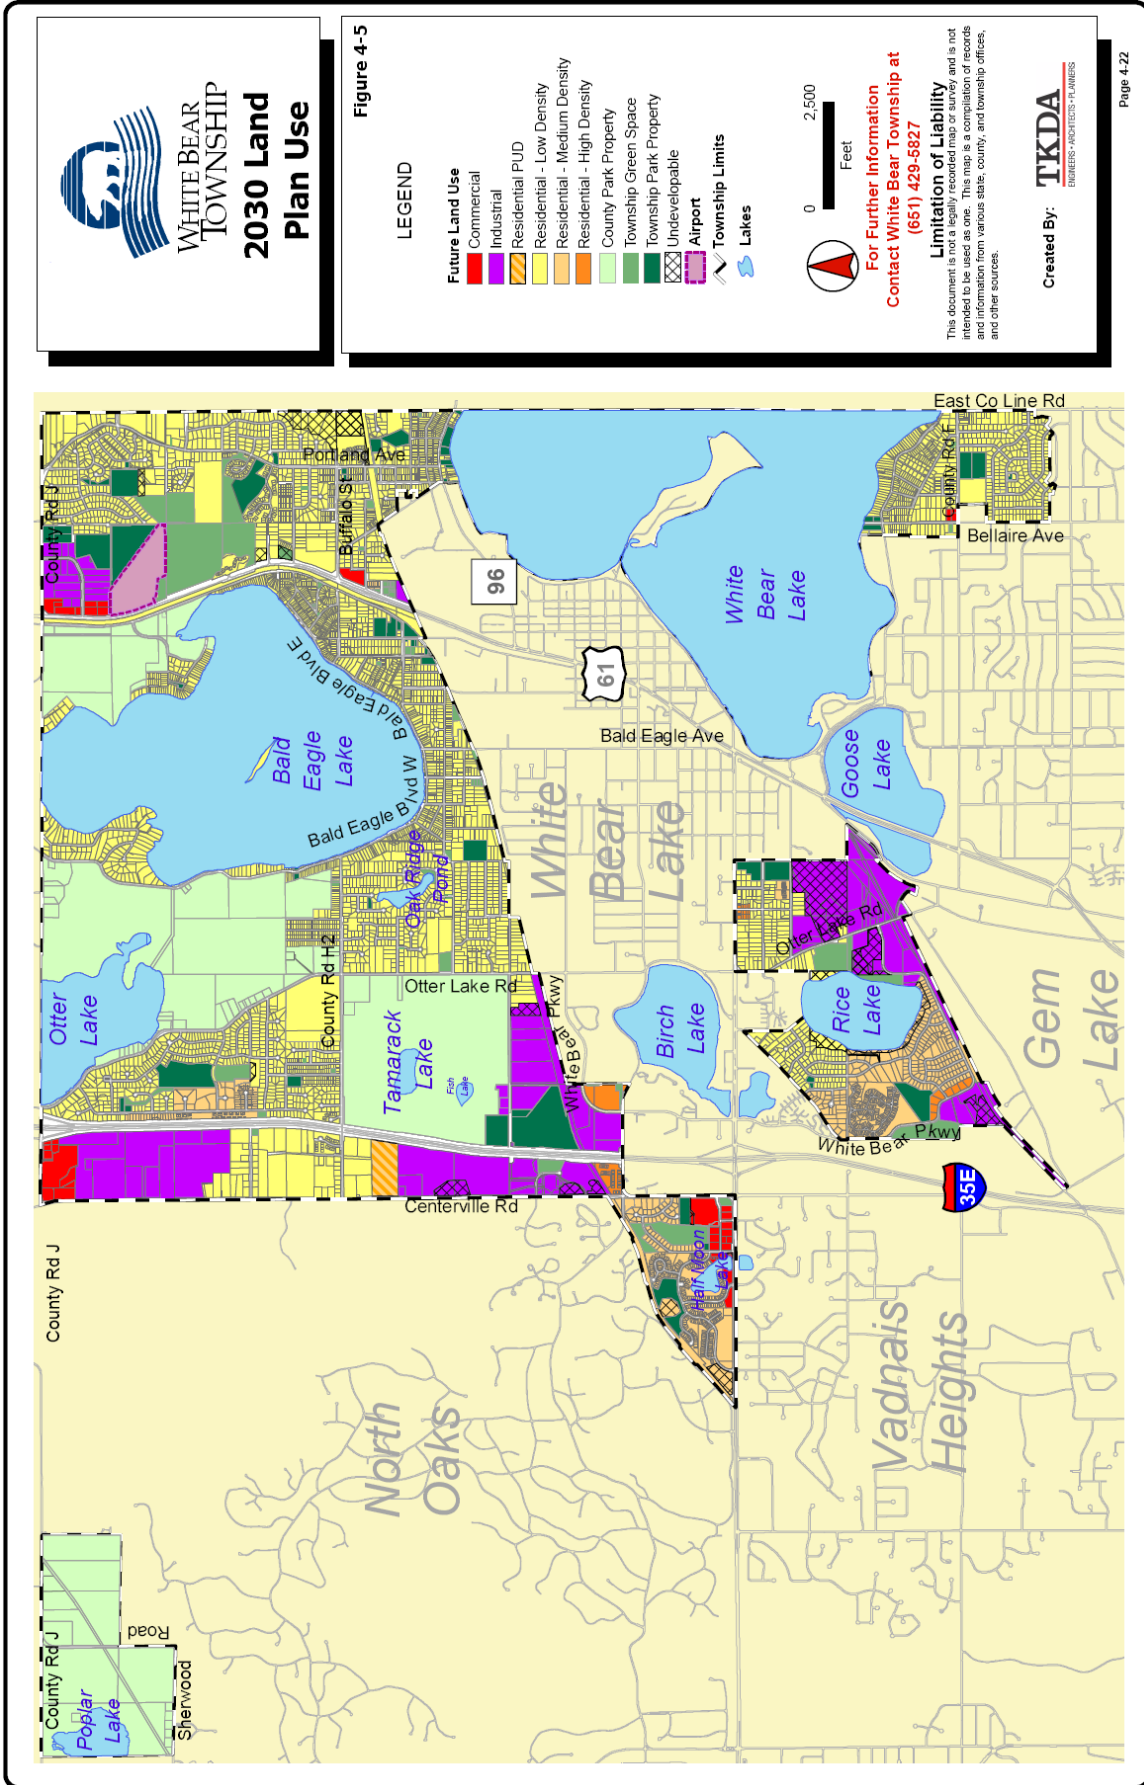 WHITE BEAR
TOWNSHIP
2030 Land
Plan Use
Figure 4-5
LEGEND
Future Land Use
Commercial
Industrial
Residential PUD
Residential - Low Density
Residential - Medium Density
Residential - High Density
County Park Property
Township Green Space
Township Park Property
Undevelopable
Airport
Township Limits
Lakes
0 2,500
Feet
For Further Information
Contact White Bear Township at
(651) 429-5827
Limitation of Liability
This document is not a legally recorded map or survey and is not
intended to be used as one. This map is a compilation of records
and information from various state, county, and township offices,
and other sources.
Created By:
TKDA
ENGINEERS • ARCHITECTS • PLANNERS
Page 4-22
County Rd J
Poplar
Lake
Sherwood
Road
County Rd J
North
Oaks
Vadnais
Heights
Centerville Rd
Half Moon
Lake
35E
White Bear Pkwy
Otter
Lake
County Rd H2
Tamarack
Lake
Fish
Lake
Otter Lake Rd
White Bear Pkwy
Birch
Lake
Rice
Lake
Otter Lake Rd
Gem
Lake
Bald
Eagle
Lake
Bald Eagle Blvd W
Bald Eagle Blvd E
Oak Ridge
Pond
White
Bear
Lake
Bald Eagle Ave
61
96
Goose
Lake
White
Bear
Lake
County Rd J
Buffalo St
Portland Ave
East Co Line Rd
County Rd F
Bellaire Ave